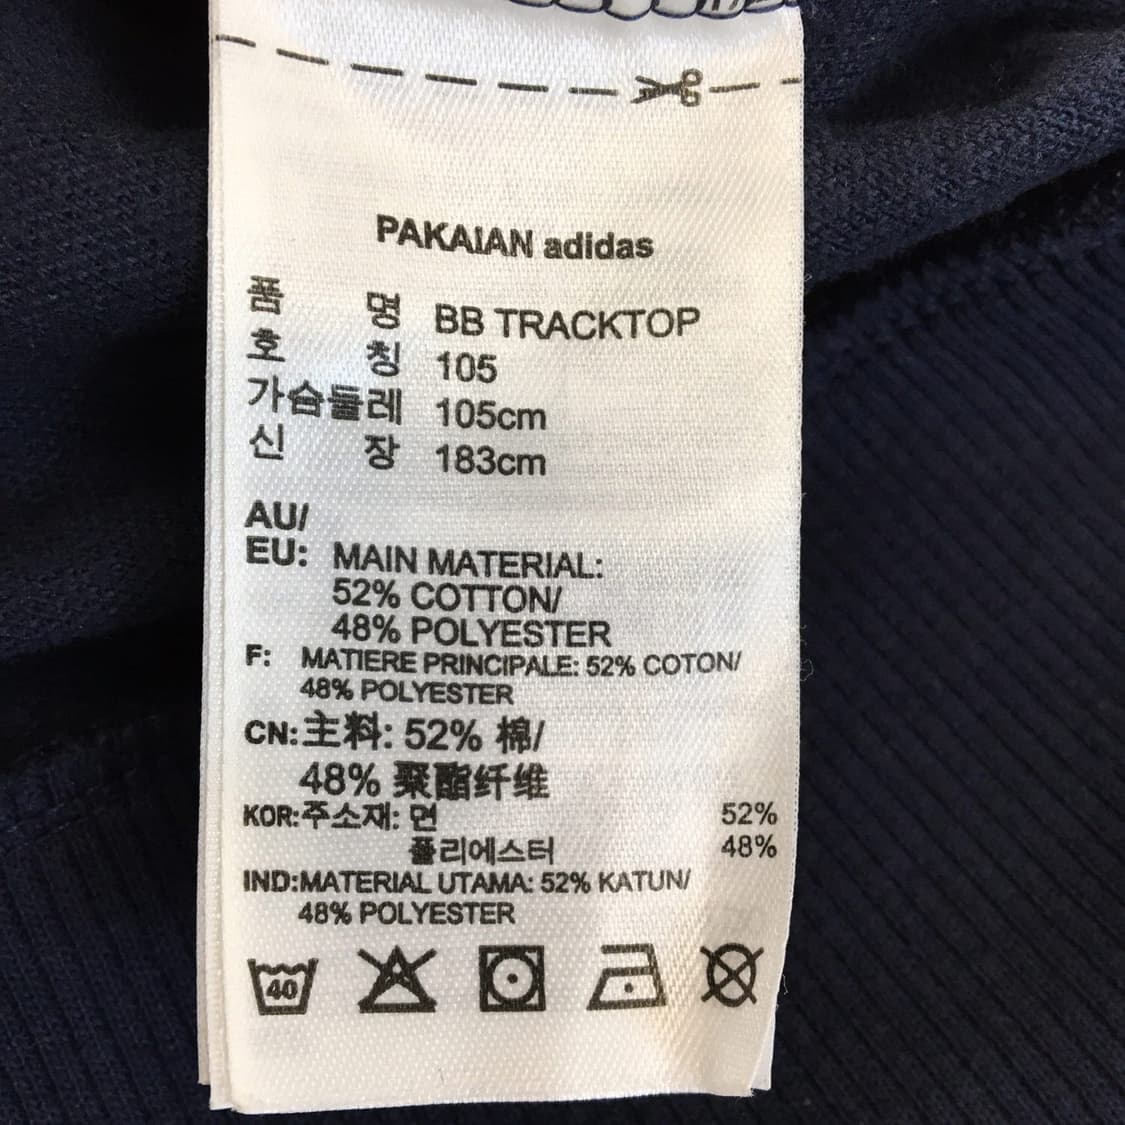 PAKAIAN adidas
품 명 BB TRACKTOP
호 칭 105
가슴둘레 105cm
신 장 183cm
AU/
EU: MAIN MATERIAL:
52% COTTON/
48% POLYESTER
F: MATIERE PRINCIPALE: 52% COTON/
48% POLYESTER
CN: 主料: 52% 棉/
48% 聚酯纤维
KOR: 주소재: 면 52%
폴리에스터 48%
IND: MATERIAL UTAMA: 52% KATUN/
48% POLYESTER
40